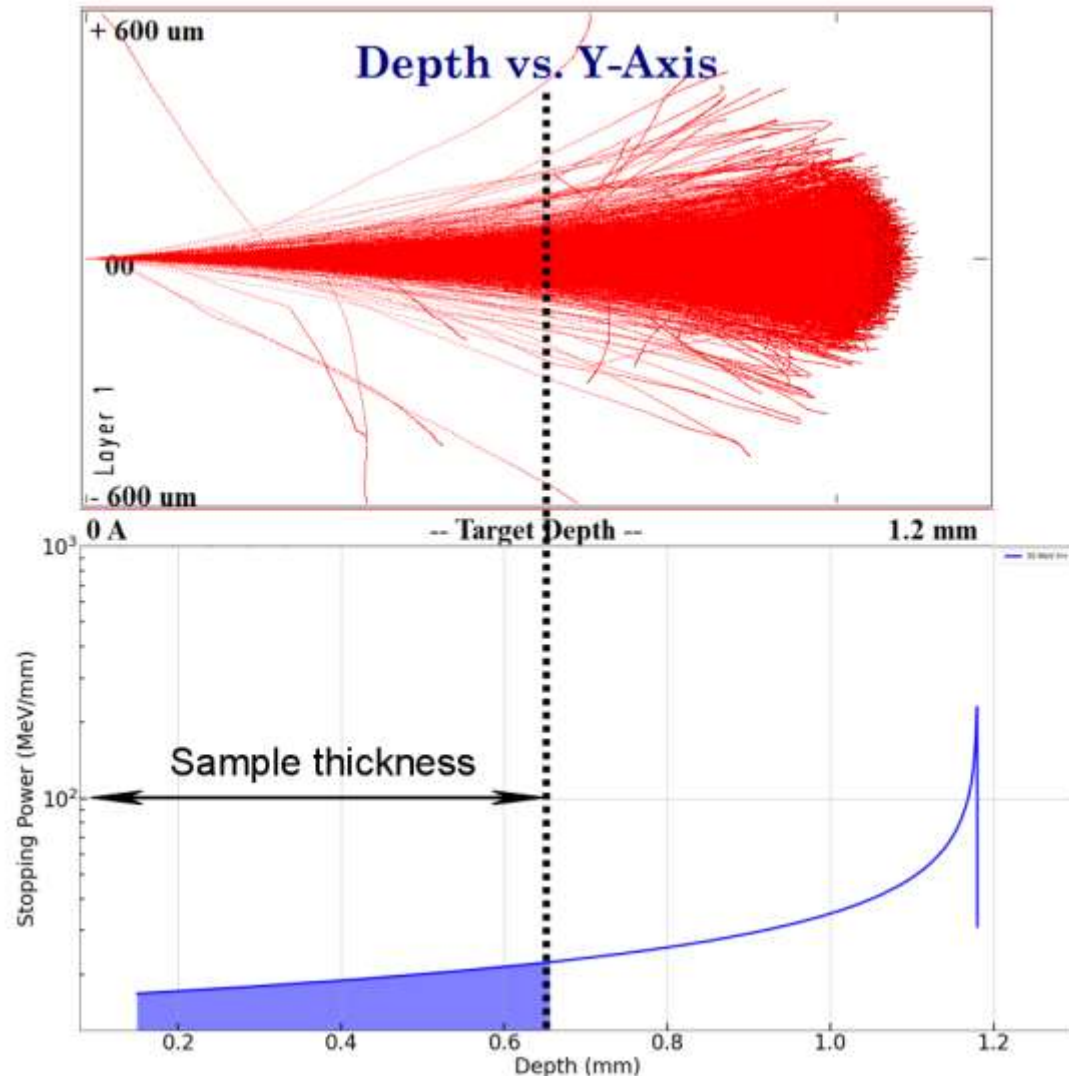 + 600 um
Depth vs. Y-Axis
00
Layer 1
- 600 um
0 A
-- Target Depth --
1.2 mm
10³
Stopping Power (MeV/mm)
Sample thickness
10²
0.2
0.4
0.6
0.8
1.0
1.2
Depth (mm)